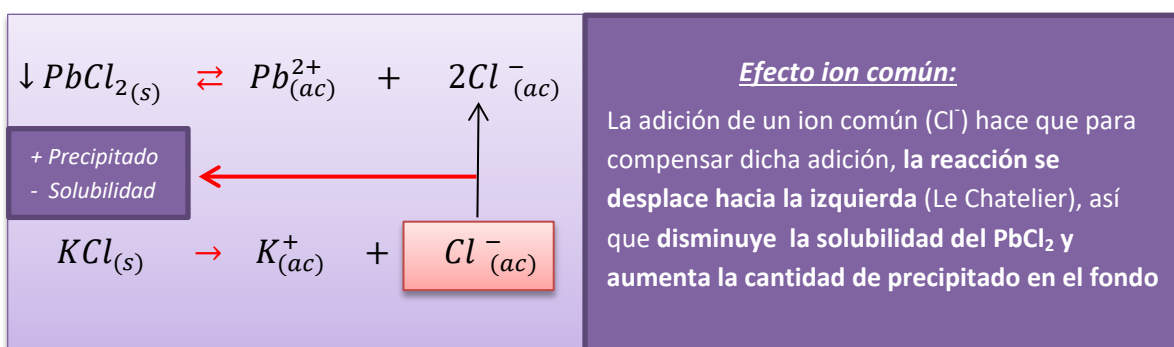 ↓ PbCl₂₍ₛ₎ ⇄ Pb²⁺₍ac₎ + 2Cl⁻₍ac₎
+ Precipitado
- Solubilidad
KCl₍ₛ₎ → K⁺₍ac₎ + Cl⁻₍ac₎
Efecto ion común:
La adición de un ion común (Cl⁻) hace que para
compensar dicha adición, la reacción se
desplace hacia la izquierda (Le Chatelier), así
que disminuye la solubilidad del PbCl₂ y
aumenta la cantidad de precipitado en el fondo